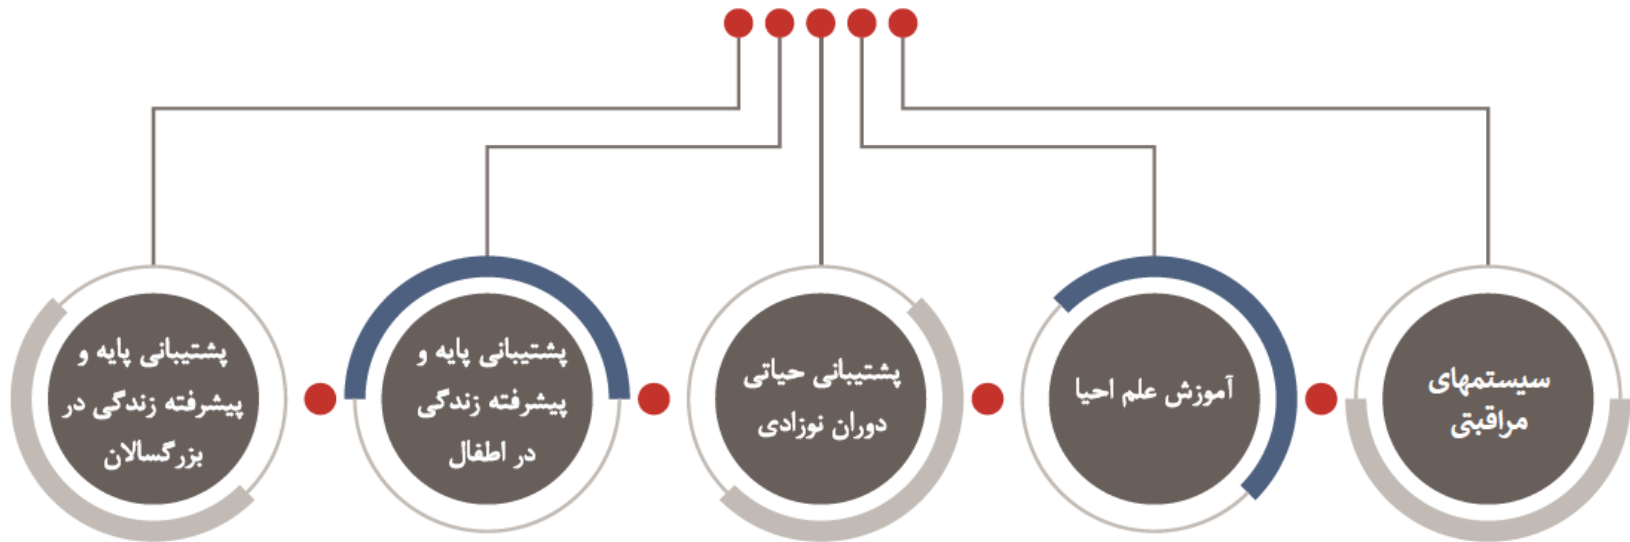 سیستمهای
مراقبتی
آموزش علم احیا
پشتیبانی حیاتی
دوران نوزادی
پشتیبانی پایه و
پیشرفته زندگی
در اطفال
پشتیبانی پایه و
پیشرفته زندگی در
بزرگسالان